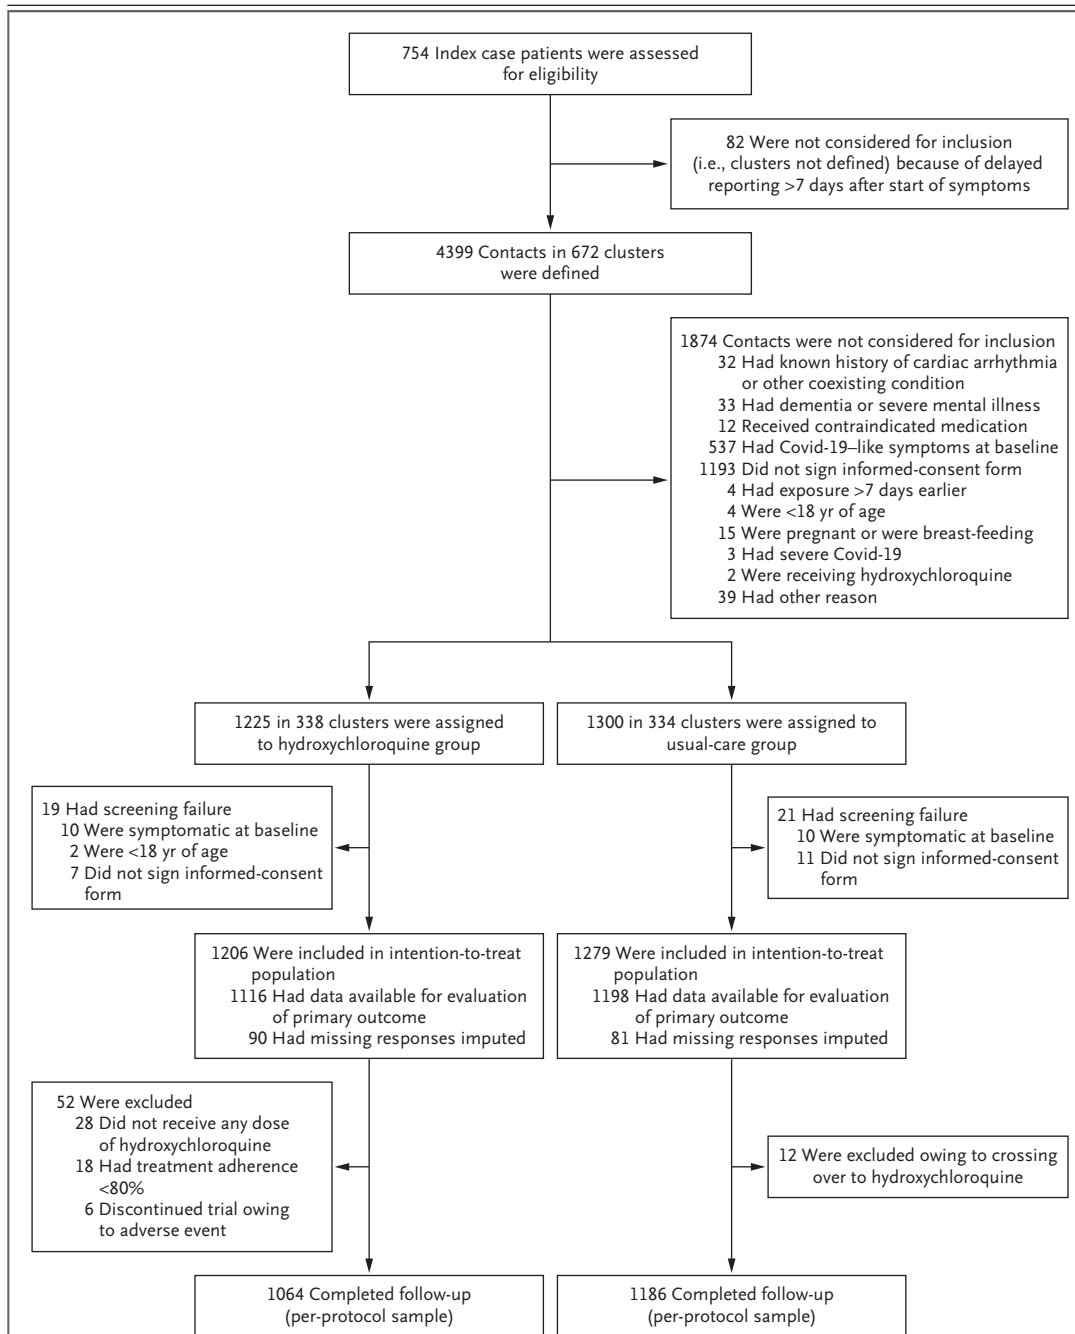 754 Index case patients were assessed
for eligibility
82 Were not considered for inclusion
(i.e., clusters not defined) because of delayed
reporting >7 days after start of symptoms
4399 Contacts in 672 clusters
were defined
1874 Contacts were not considered for inclusion
32 Had known history of cardiac arrhythmia
or other coexisting condition
33 Had dementia or severe mental illness
12 Received contraindicated medication
537 Had Covid-19–like symptoms at baseline
1193 Did not sign informed-consent form
4 Had exposure >7 days earlier
4 Were <18 yr of age
15 Were pregnant or were breast-feeding
3 Had severe Covid-19
2 Were receiving hydroxychloroquine
39 Had other reason
1225 in 338 clusters were assigned
to hydroxychloroquine group
1300 in 334 clusters were assigned to
usual-care group
19 Had screening failure
10 Were symptomatic at baseline
2 Were <18 yr of age
7 Did not sign informed-consent
form
21 Had screening failure
10 Were symptomatic at baseline
11 Did not sign informed-consent
form
1206 Were included in intention-to-treat
population
1116 Had data available for evaluation
of primary outcome
90 Had missing responses imputed
1279 Were included in intention-to-treat
population
1198 Had data available for evaluation
of primary outcome
81 Had missing responses imputed
52 Were excluded
28 Did not receive any dose
of hydroxychloroquine
18 Had treatment adherence
<80%
6 Discontinued trial owing
to adverse event
12 Were excluded owing to crossing
over to hydroxychloroquine
1064 Completed follow-up
(per-protocol sample)
1186 Completed follow-up
(per-protocol sample)